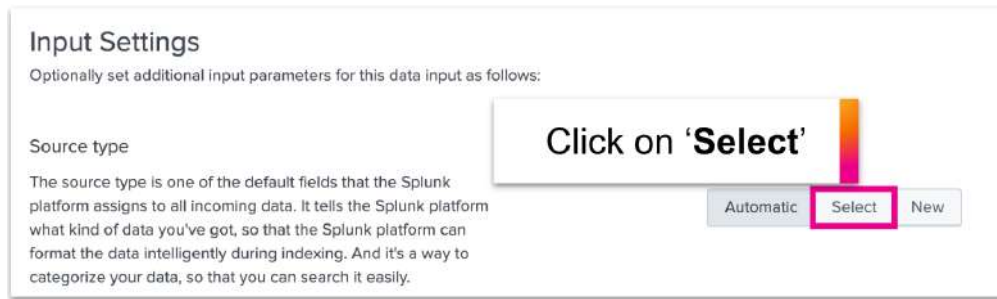 Input Settings
Optionally set additional input parameters for this data input as follows:
Click on ‘Select’
Source type
The source type is one of the default fields that the Splunk
platform assigns to all incoming data. It tells the Splunk platform
what kind of data you've got, so that the Splunk platform can
format the data intelligently during indexing. And it's a way to
categorize your data, so that you can search it easily.
Automatic Select New